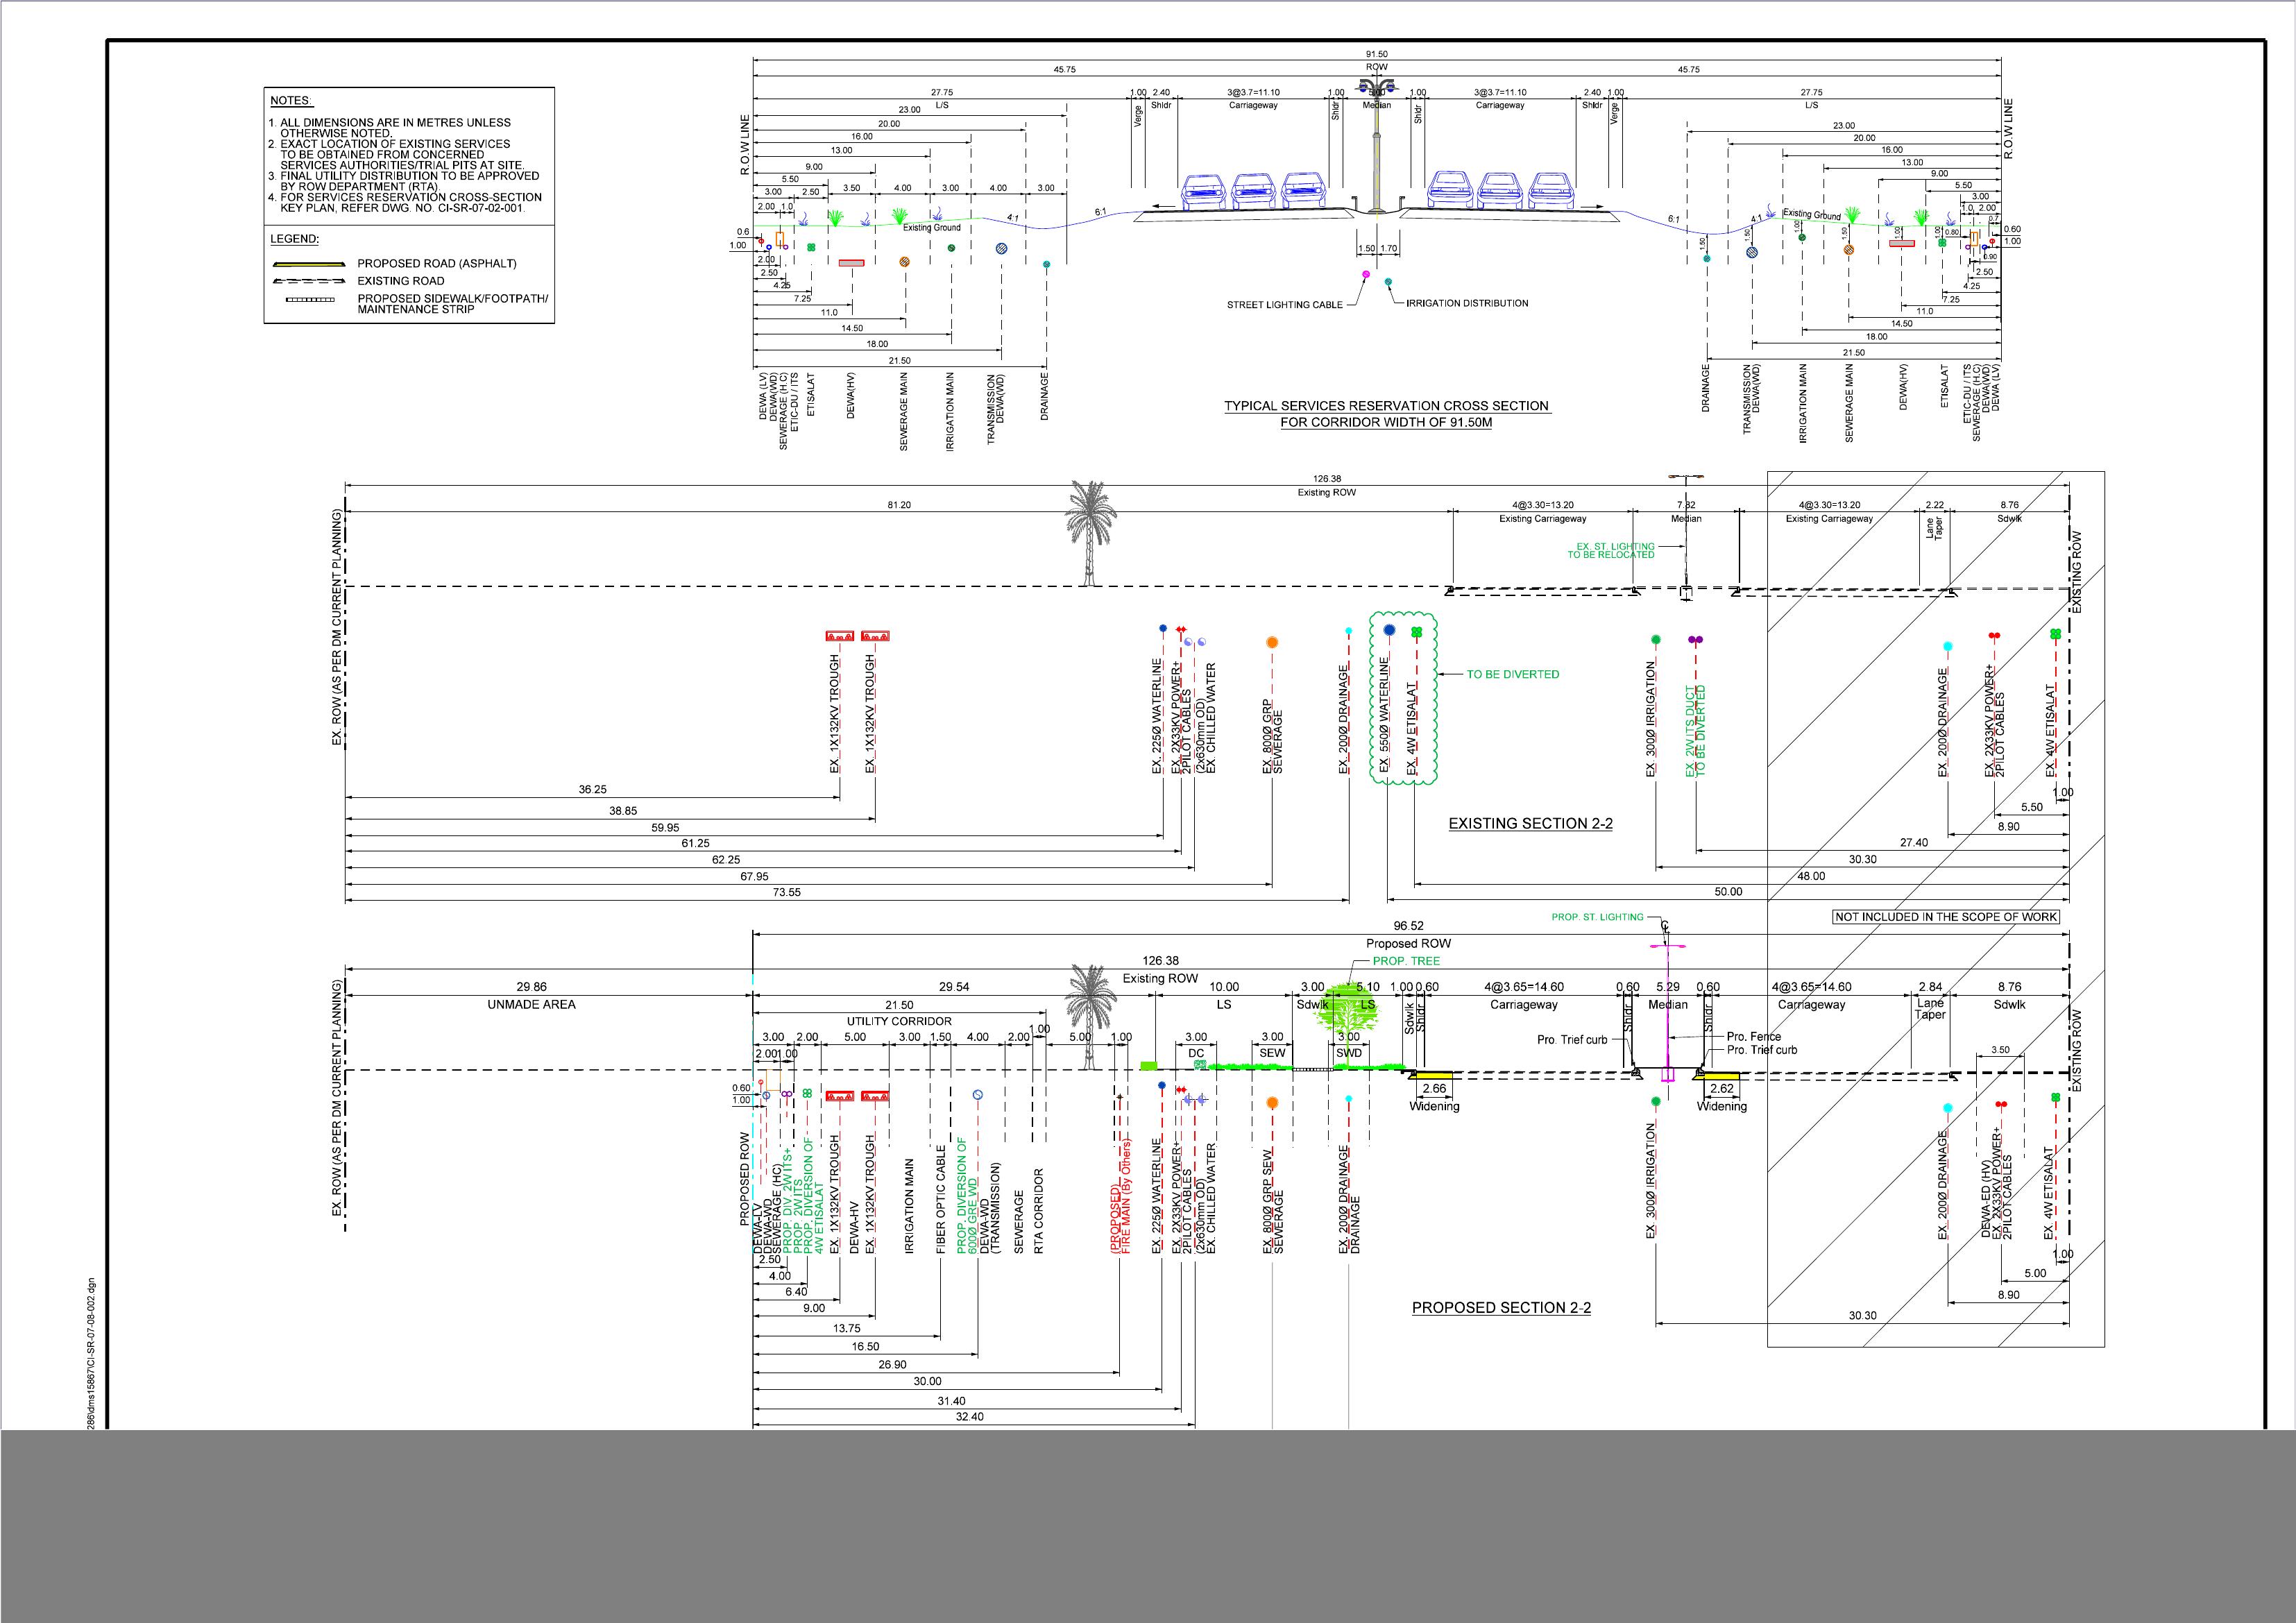 NOTES:
1. ALL DIMENSIONS ARE IN METRES UNLESS
OTHERWISE NOTED.
2. EXACT LOCATION OF EXISTING SERVICES
TO BE OBTAINED FROM CONCERNED
SERVICES AUTHORITIES/TRIAL PITS AT SITE.
3. FINAL UTILITY DISTRIBUTION TO BE APPROVED
BY ROW DEPARTMENT (RTA).
4. FOR SERVICES RESERVATION CROSS-SECTION
KEY PLAN, REFER DWG. NO. CI-SR-07-02-001.
LEGEND:
PROPOSED ROAD (ASPHALT)
EXISTING ROAD
PROPOSED SIDEWALK/FOOTPATH/
MAINTENANCE STRIP
91.50
ROW
45.75 45.75
27.75 1.00 2.40 3@3.7=11.10 1.00 5.00 1.00 3@3.7=11.10 2.40 1.00 27.75
L/S Verge Shldr Carriageway Shldr Median Shldr Carriageway Shldr Verge L/S
R.O.W LINE
R.O.W LINE
23.00 23.00
20.00 20.00
16.00 16.00
13.00 13.00
9.00 9.00
5.50 5.50
3.00 2.50 3.50 4.00 3.00 4.00 3.00 3.00
2.00 1.0 1.0 2.00
4:1 6:1 6:1 4:1
Existing Ground Existing Ground
0.6 0.7 0.60
1.00 1.00
1.50 1.50 1.00 1.50 1.00 1.00 0.80
1.50 1.70
2.00 0.90
2.50 2.50
4.25 4.25
7.25 7.25
11.0 11.0
14.50 14.50
18.00 18.00
21.50 21.50
STREET LIGHTING CABLE IRRIGATION DISTRIBUTION
DEWA (LV)
DEWA(WD)
SEWERAGE (H.C)
ETIC-DU / ITS
ETISALAT
DEWA(HV)
SEWERAGE MAIN
IRRIGATION MAIN
TRANSMISSION
DEWA(WD)
DRAINAGE
DRAINAGE
TRANSMISSION
DEWA(WD)
IRRIGATION MAIN
SEWERAGE MAIN
DEWA(HV)
ETISALAT
ETIC-DU / ITS
SEWERAGE (H.C)
DEWA(WD)
DEWA (LV)
TYPICAL SERVICES RESERVATION CROSS SECTION
FOR CORRIDOR WIDTH OF 91.50M
126.38
Existing ROW
81.20 4@3.30=13.20 7.82 4@3.30=13.20 2.22 8.76
Existing Carriageway Median Existing Carriageway Lane Taper Sdwlk
EX. ST. LIGHTING
TO BE RELOCATED
EX. ROW (AS PER DM CURRENT PLANNING)
EXISTING ROW
EX. 1X132KV TROUGH
EX. 1X132KV TROUGH
EX. 225Ø WATERLINE
EX. 2X33KV POWER+
2PILOT CABLES
(2x630mm OD)
EX. CHILLED WATER
EX. 800Ø GRP
SEWERAGE
EX. 200Ø DRAINAGE
EX. 550Ø WATERLINE
EX. 4W ETISALAT
TO BE DIVERTED
EX. 300Ø IRRIGATION
EX. 2W ITS DUCT
TO BE DIVERTED
EX. 200Ø DRAINAGE
EX. 2X33KV POWER+
2PILOT CABLES
EX. 4W ETISALAT
36.25 1.00
38.85 5.50
59.95 8.90
61.25 27.40
62.25 30.30
67.95 48.00
73.55 50.00
EXISTING SECTION 2-2
NOT INCLUDED IN THE SCOPE OF WORK
PROP. ST. LIGHTING
96.52
Proposed ROW
126.38
Existing ROW
PROP. TREE
29.86 29.54 10.00 3.00 5.10 1.00 0.60 4@3.65=14.60 0.60 5.29 0.60 4@3.65=14.60 2.84 8.76
UNMADE AREA LS Sdwlk LS Sdwlk Shldr Carriageway Shldr Median Shldr Carriageway Lane Taper Sdwlk
21.50
UTILITY CORRIDOR
3.00 2.00 5.00 3.00 1.50 4.00 2.00 1.00 5.00 1.00 3.00 3.00 3.00
2.00 1.00 DC SEW SWD
Pro. Trief curb Pro. Fence
Pro. Trief curb
3.50
0.60
1.00
2.66 2.62
Widening Widening
EX. ROW (AS PER DM CURRENT PLANNING)
EXISTING ROW
PROPOSED ROW
DEWA-LV
DEWA-WD
SEWERAGE (HC)
PROP. DIV. 2W ITS+
PROP. 2W ITS
PROP. DIVERSION OF
4W ETISALAT
EX. 1X132KV TROUGH
DEWA-HV
EX. 1X132KV TROUGH
IRRIGATION MAIN
FIBER OPTIC CABLE
PROP. DIVERSION OF
600Ø GRE WD
DEWA-WD
(TRANSMISSION)
SEWERAGE
RTA CORRIDOR
(PROPOSED)
FIRE MAIN (By Others)
EX. 225Ø WATERLINE
EX. 2X33KV POWER+
2PILOT CABLES
(2x630mm OD)
EX. CHILLED WATER
EX. 800Ø GRP SEW
SEWERAGE
EX. 200Ø DRAINAGE
DRAINAGE
EX. 300Ø IRRIGATION
EX. 200Ø DRAINAGE
DEWA-ED (HV)
EX. 2X33KV POWER+
2PILOT CABLES
EX. 4W ETISALAT
2.50 1.00
4.00 5.00
6.40 8.90
9.00 30.30
13.75
16.50
26.90
30.00
31.40
32.40
PROPOSED SECTION 2-2
286\dms15867\CI-SR-07-08-002.dgn